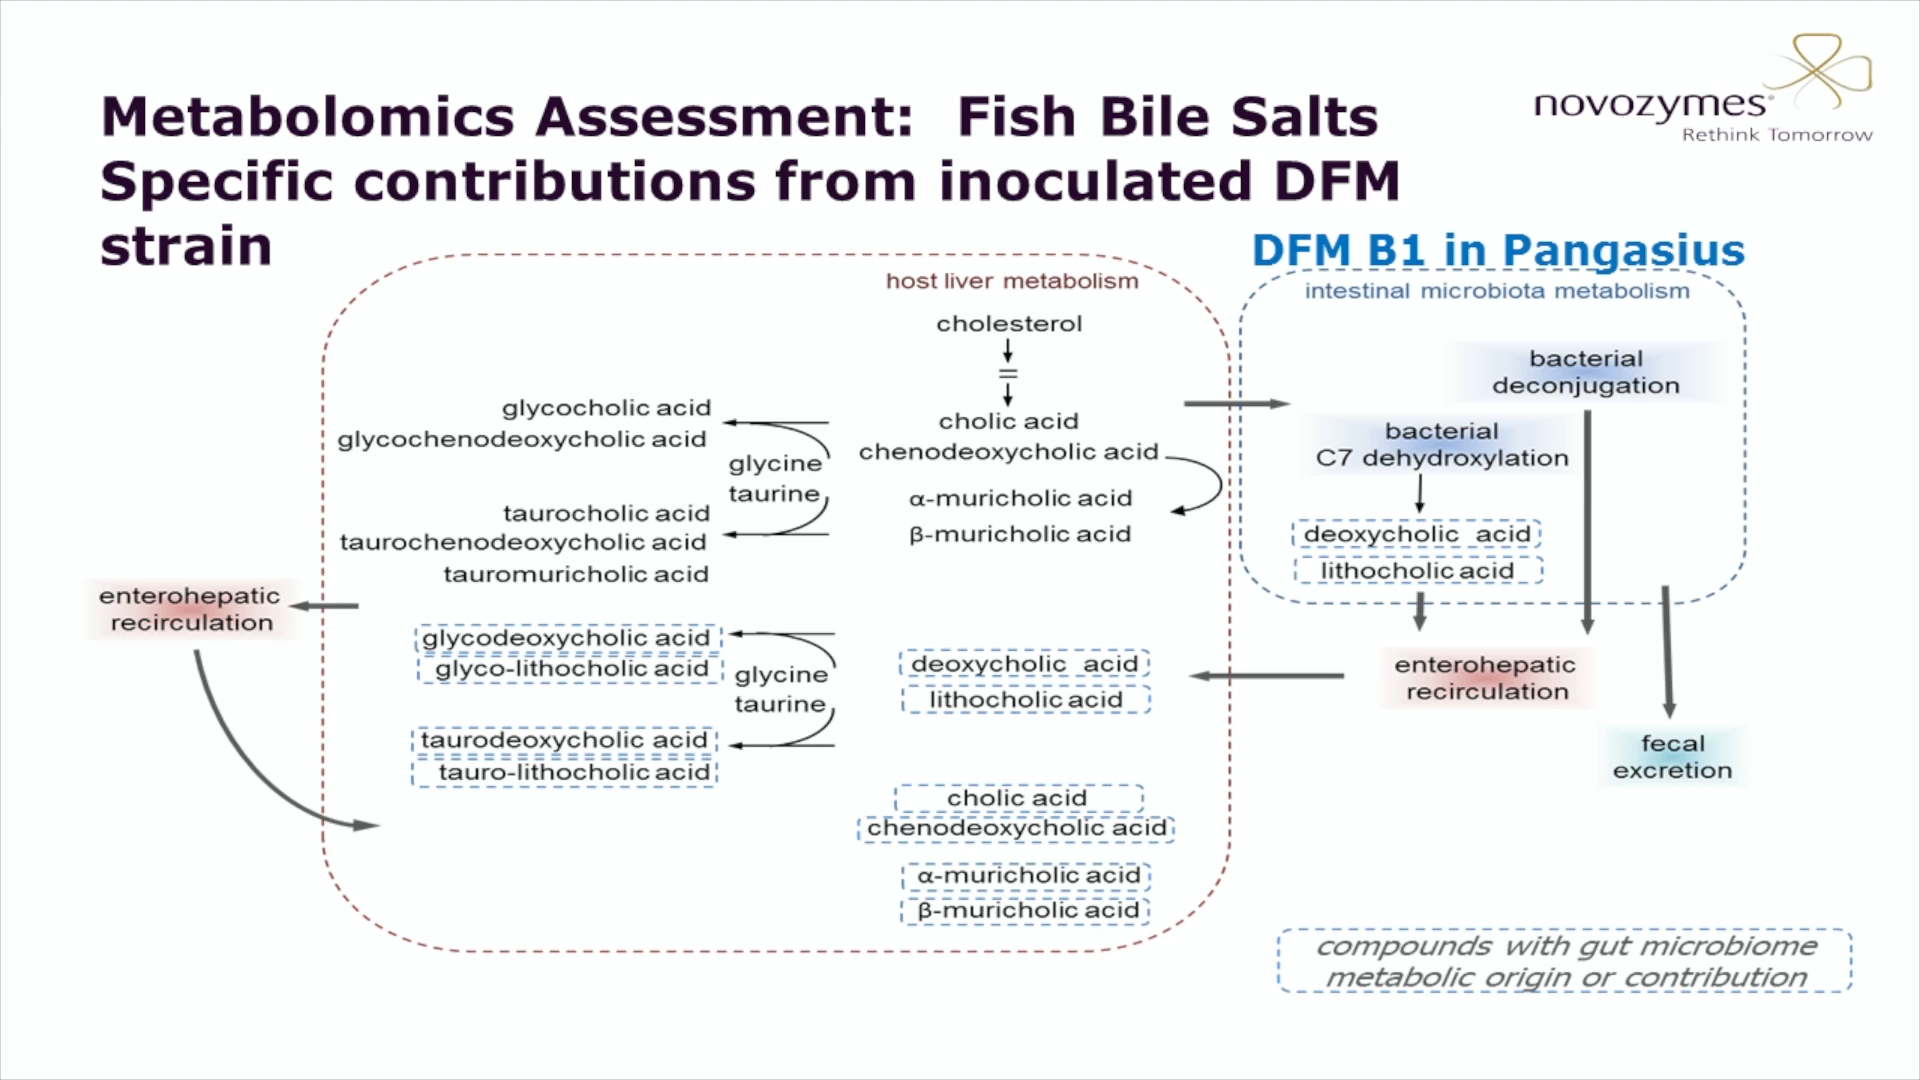 novozymes
Rethink Tomorrow
Metabolomics Assessment:  Fish Bile Salts
Specific contributions from inoculated DFM
strain
DFM B1 in Pangasius
host liver metabolism
cholesterol
cholic acid
chenodeoxycholic acid
α-muricholic acid
β-muricholic acid
glycocholic acid
glycochenodeoxycholic acid
glycine
taurine
taurocholic acid
taurochenodeoxycholic acid
tauromuricholic acid
intestinal microbiota metabolism
bacterial
deconjugation
bacterial
C7 dehydroxylation
deoxycholic acid
lithocholic acid
enterohepatic
recirculation
fecal
excretion
deoxycholic acid
lithocholic acid
glycine
taurine
glycodeoxycholic acid
glyco-lithocholic acid
taurodeoxycholic acid
tauro-lithocholic acid
enterohepatic
recirculation
cholic acid
chenodeoxycholic acid
α-muricholic acid
β-muricholic acid
compounds with gut microbiome
metabolic origin or contribution